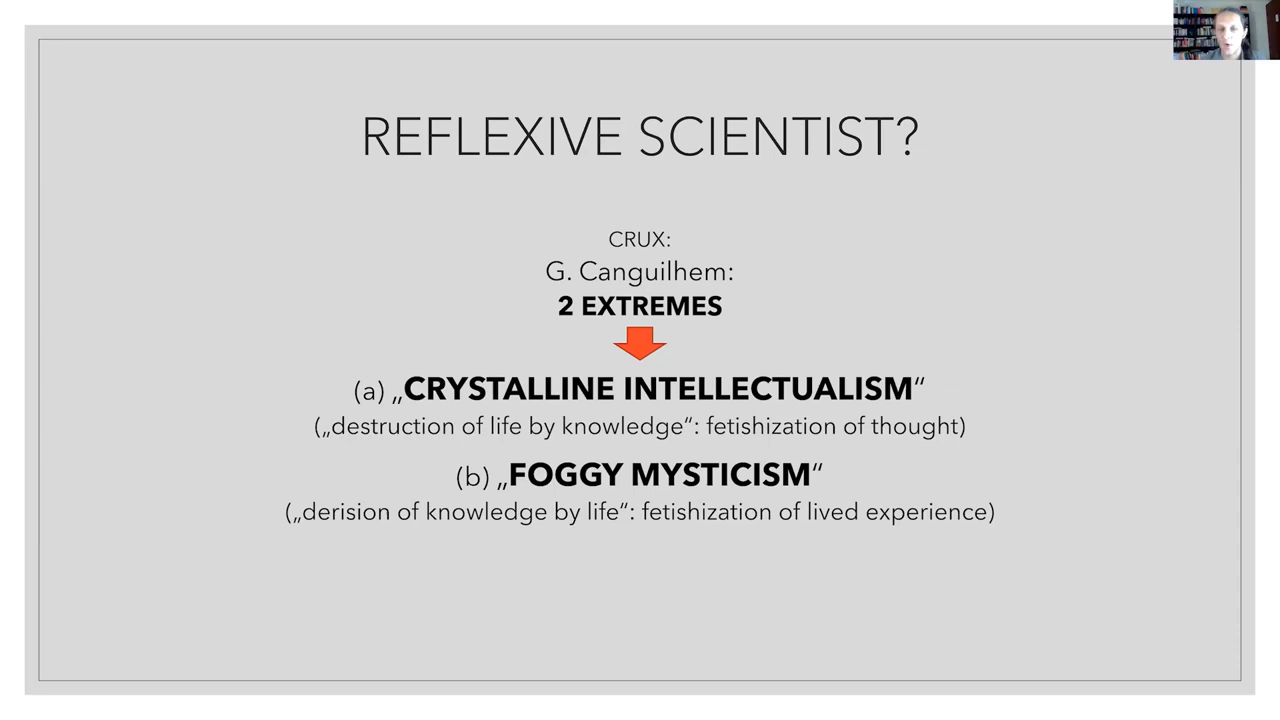 REFLEXIVE SCIENTIST?
CRUX:
G. Canguilhem:
2 EXTREMES
(a) „CRYSTALLINE INTELLECTUALISM“
(„destruction of life by knowledge“: fetishization of thought)
(b) „FOGGY MYSTICISM“
(„derision of knowledge by life“: fetishization of lived experience)